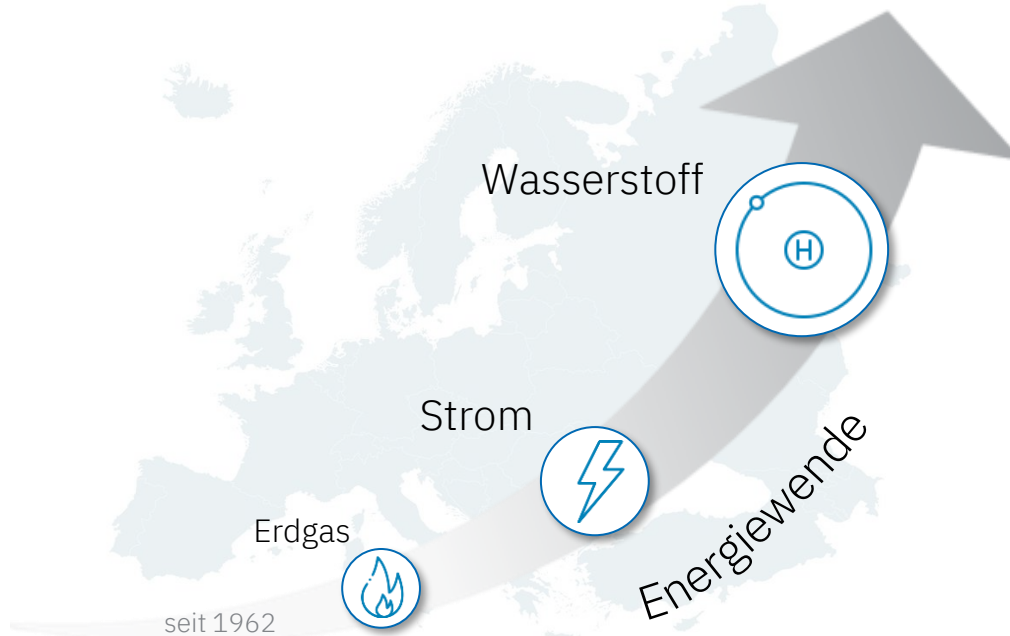 Wasserstoff
H
Strom
Energiewende
Erdgas
seit 1962